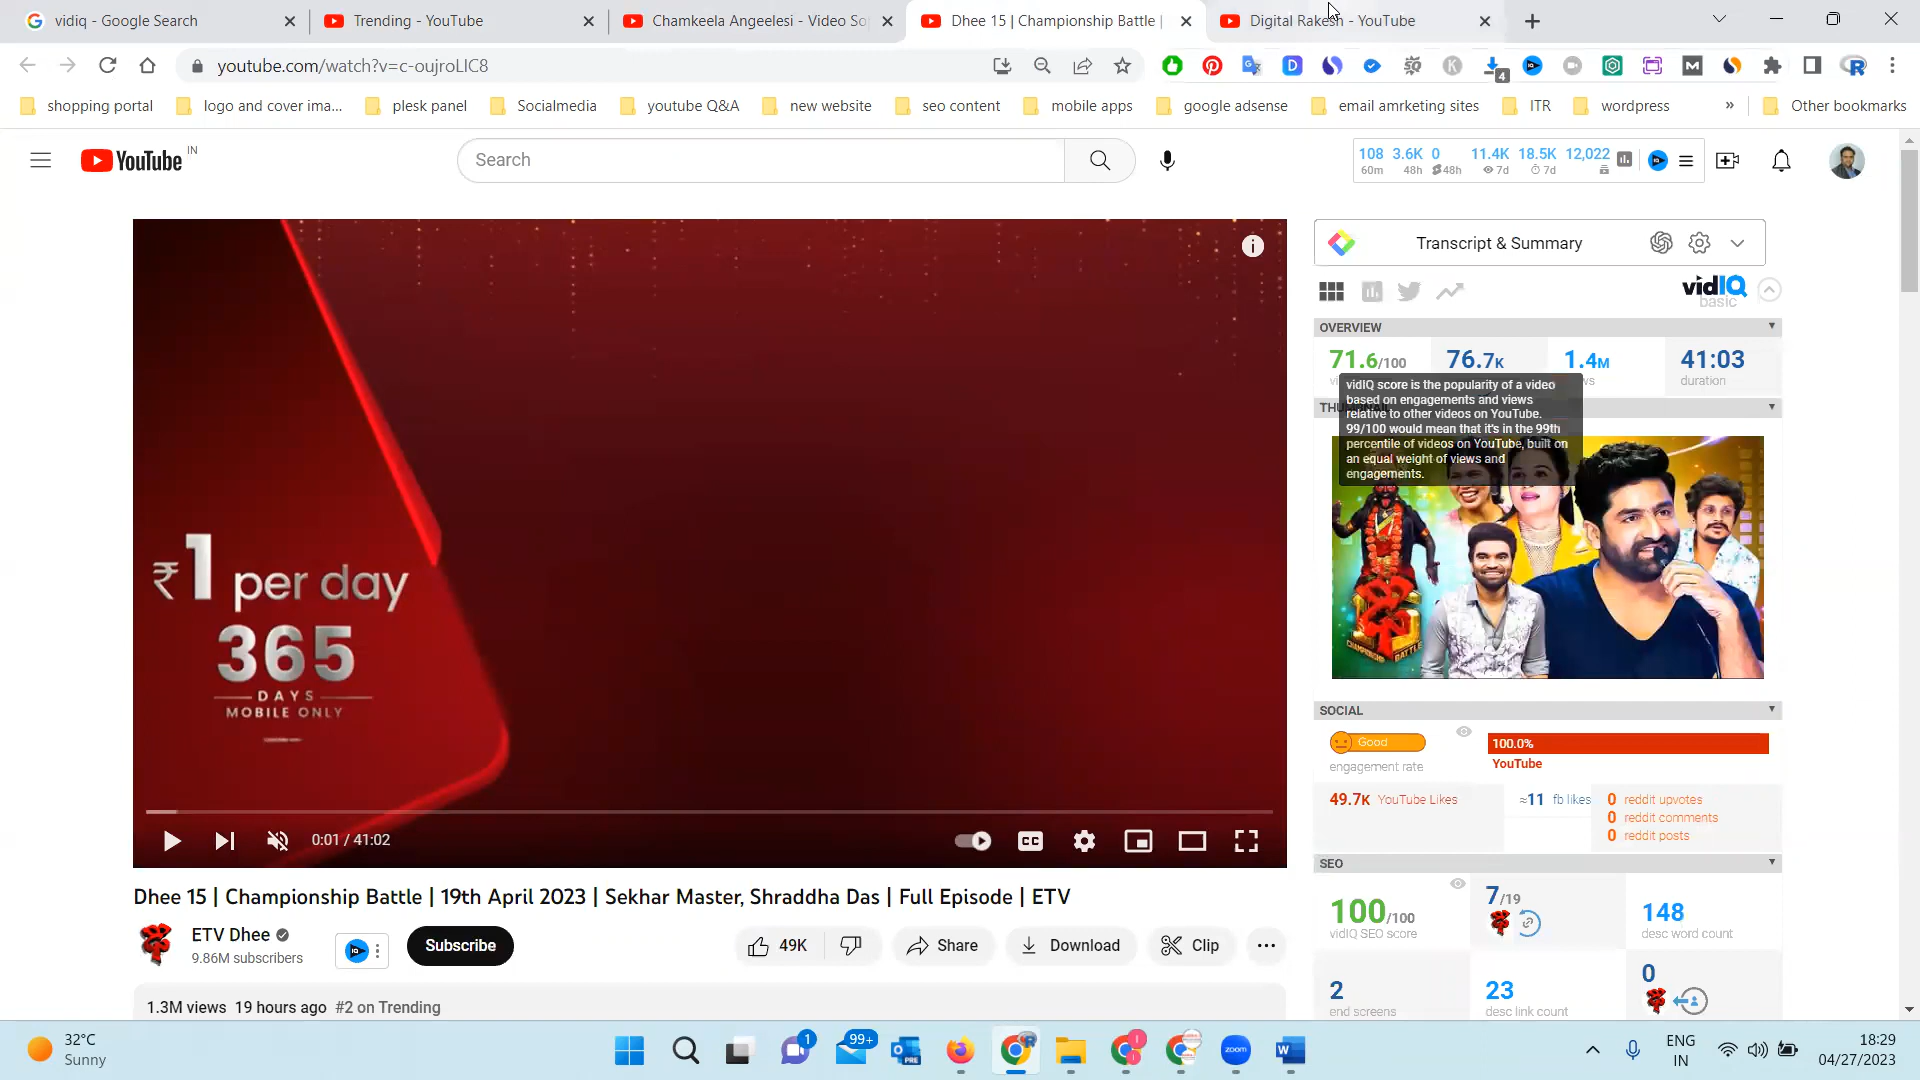 vidiq - Google Search
Trending - YouTube
Chamkeela Angeelesi - Video So
Dhee 15 | Championship Battle |
Digital Rakesh - YouTube
youtube.com/watch?v=c-oujroLIC8
4
shopping portal
logo and cover ima...
plesk panel
Socialmedia
youtube Q&A
new website
seo content
mobile apps
google adsense
email amrketing sites
ITR
wordpress
»
Other bookmarks
YouTube IN
Search
108 3.6K 0 11.4K 18.5K 12,022
60m 48h 48h 7d 7d
Transcript & Summary
vidIQ
basic
OVERVIEW
71.6/100 76.7K 1.4M 41:03
duration
vidIQ score is the popularity of a video
based on engagements and views
relative to other videos on YouTube.
99/100 would mean that it's in the 99th
percentile of videos on YouTube, built on
an equal weight of views and
engagements.
CHAMPIONSHIP
BATTLE
₹1 per day
365
DAYS
MOBILE ONLY
0:01 / 41:02
CC
SOCIAL
Good
engagement rate
100.0%
YouTube
49.7K YouTube Likes
≈11 fb likes
0 reddit upvotes
0 reddit comments
0 reddit posts
SEO
100/100
vidIQ SEO score
7/19
148
desc word count
2
end screens
23
desc link count
0
Dhee 15 | Championship Battle | 19th April 2023 | Sekhar Master, Shraddha Das | Full Episode | ETV
ETV Dhee
9.86M subscribers
Subscribe
49K
Share
Download
Clip
1.3M views 19 hours ago #2 on Trending
32°C
Sunny
1
99+
PRE
zoom
ENG
IN
18:29
04/27/2023